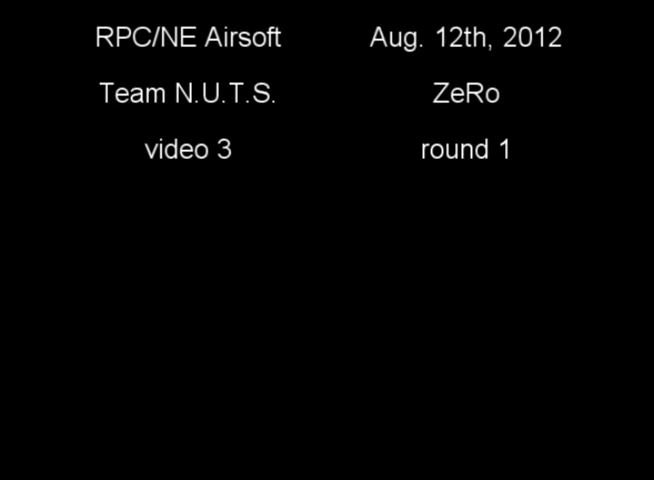 RPC/NE Airsoft Aug. 12th, 2012
Team N.U.T.S. ZeRo
video 3 round 1